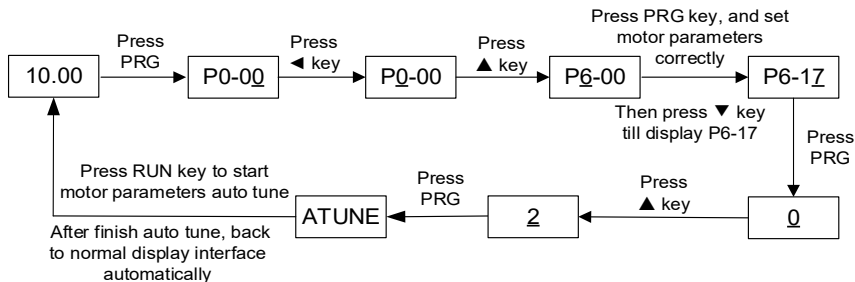 10.00
Press
PRG
P0-00
Press
◄ key
P0-00
Press
▲ key
P6-00
Press PRG key, and set
motor parameters
correctly
Then press ▼ key
till display P6-17
P6-17
Press
PRG
0
Press
▲ key
2
Press
PRG
ATUNE
Press RUN key to start
motor parameters auto tune
After finish auto tune, back
to normal display interface
automatically